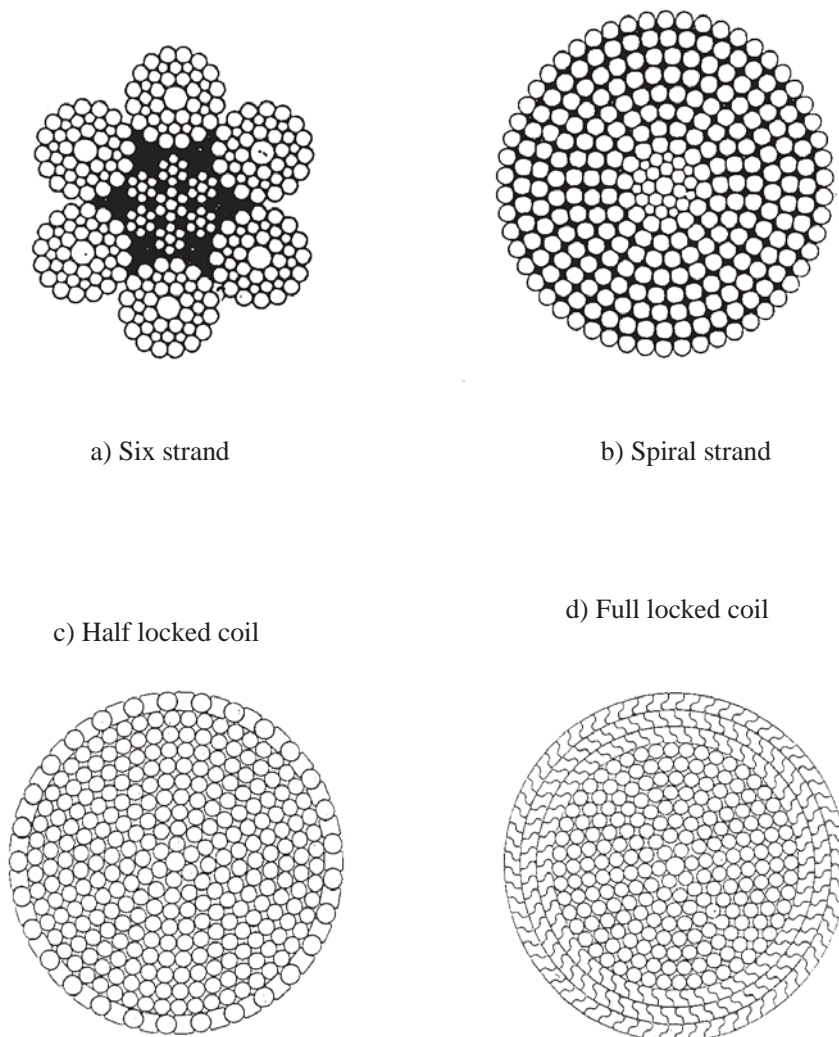 a) Six strand
b) Spiral strand
c) Half locked coil
d) Full locked coil